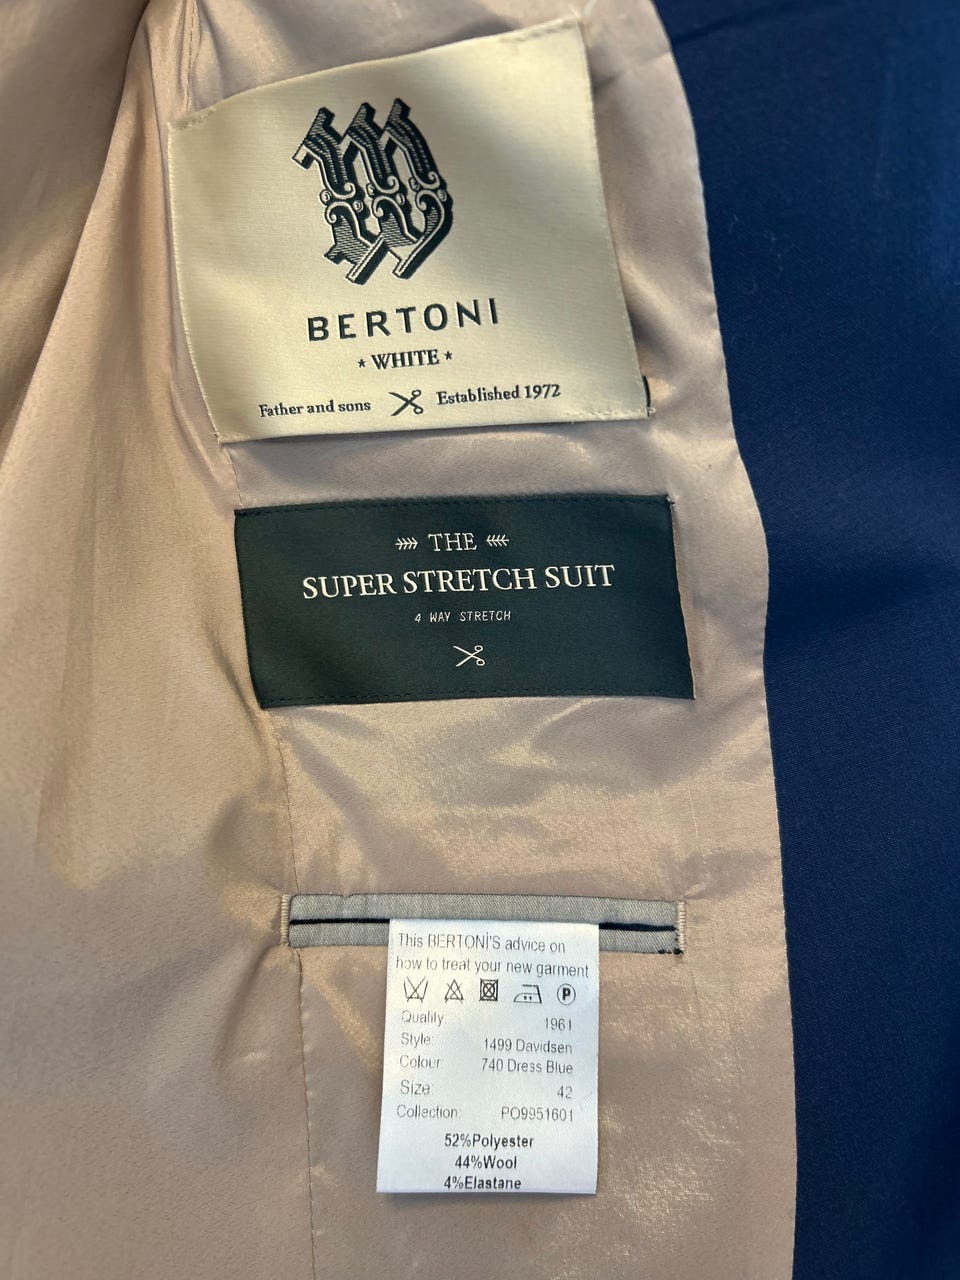 BERTONI
* WHITE *
Father and sons Established 1972
THE
SUPER STRETCH SUIT
4 WAY STRETCH
This BERTONİ'S advice on
how to treat your new garment
P
Quality: 1961
Style: 1499 Davidsen
Colour: 740 Dress Blue
Size: 42
Collection: PO9951601
52%Polyester
44%Wool
4%Elastane